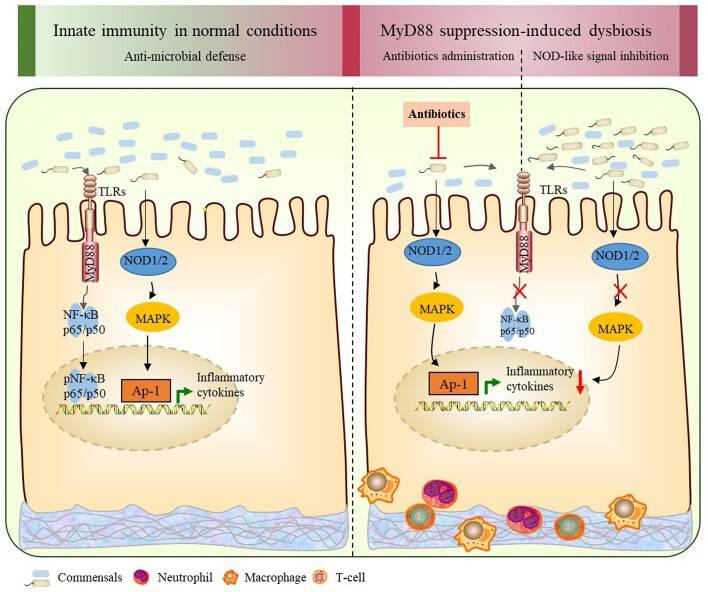 Innate immunity in normal conditions
Anti-microbial defense
MyD88 suppression-induced dysbiosis
Antibiotics administration
NOD-like signal inhibition
TLRs
MyD88
NOD1/2
NF-κB
p65/p50
MAPK
pNF-κB
p65/p50
Ap-1
Inflammatory
cytokines
Antibiotics
TLRs
MyD88
NOD1/2
NOD1/2
MAPK
NF-κB
p65/p50
MAPK
Ap-1
Inflammatory
cytokines
Commensals
Neutrophil
Macrophage
T-cell